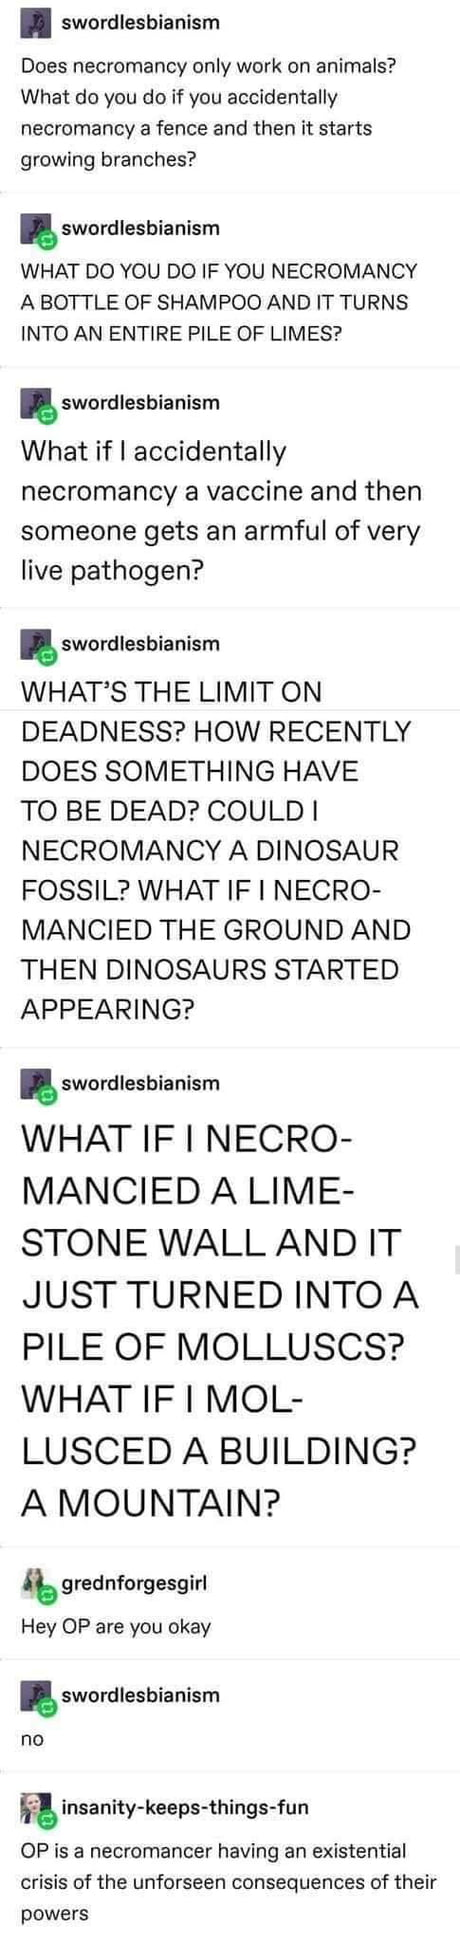 swordlesbianism
Does necromancy only work on animals?
What do you do if you accidentally
necromancy a fence and then it starts
growing branches?
swordlesbianism
WHAT DO YOU DO IF YOU NECROMANCY
A BOTTLE OF SHAMPOO AND IT TURNS
INTO AN ENTIRE PILE OF LIMES?
swordlesbianism
What if I accidentally
necromancy a vaccine and then
someone gets an armful of very
live pathogen?
swordlesbianism
WHAT'S THE LIMIT ON
DEADNESS? HOW RECENTLY
DOES SOMETHING HAVE
TO BE DEAD? COULD I
NECROMANCY A DINOSAUR
FOSSIL? WHAT IF I NECRO-
MANCIED THE GROUND AND
THEN DINOSAURS STARTED
APPEARING?
swordlesbianism
WHAT IF I NECRO-
MANCIED A LIME-
STONE WALL AND IT
JUST TURNED INTO A
PILE OF MOLLUSCS?
WHAT IF I MOL-
LUSCED A BUILDING?
A MOUNTAIN?
grednforgesgirl
Hey OP are you okay
swordlesbianism
no
insanity-keeps-things-fun
OP is a necromancer having an existential
crisis of the unforseen consequences of their
powers